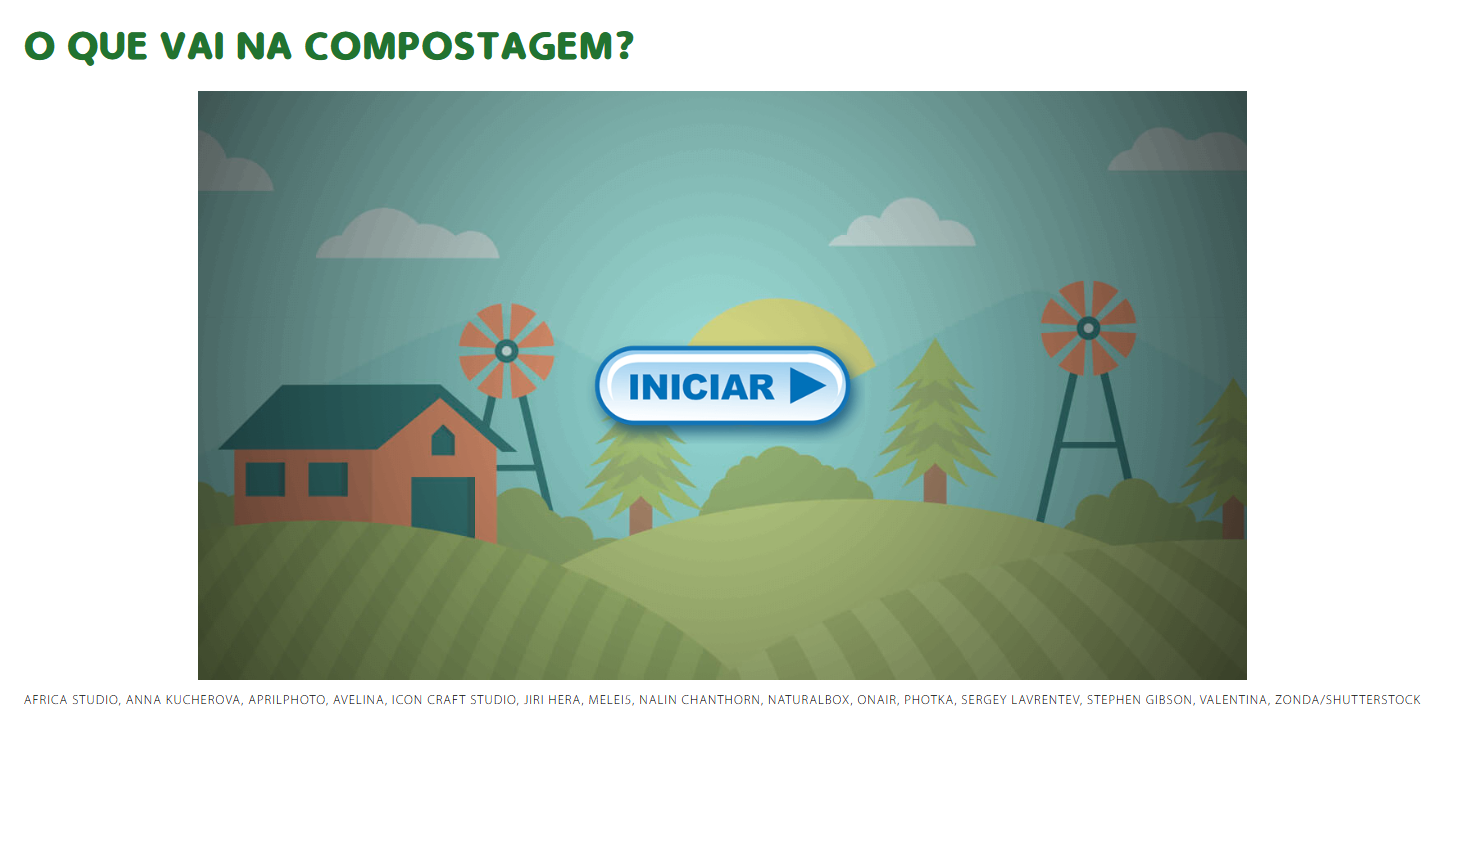 O QUE VAI NA COMPOSTAGEM?
INICIAR
AFRICA STUDIO, ANNA KUCHEROVA, APRILPHOTO, AVELINA, ICON CRAFT STUDIO, JIRI HERA, MELEI5, NALIN CHANTHORN, NATURALBOX, ONAIR, PHOTKA, SERGEY LAVRENTEV, STEPHEN GIBSON, VALENTINA, ZONDA/SHUTTERSTOCK